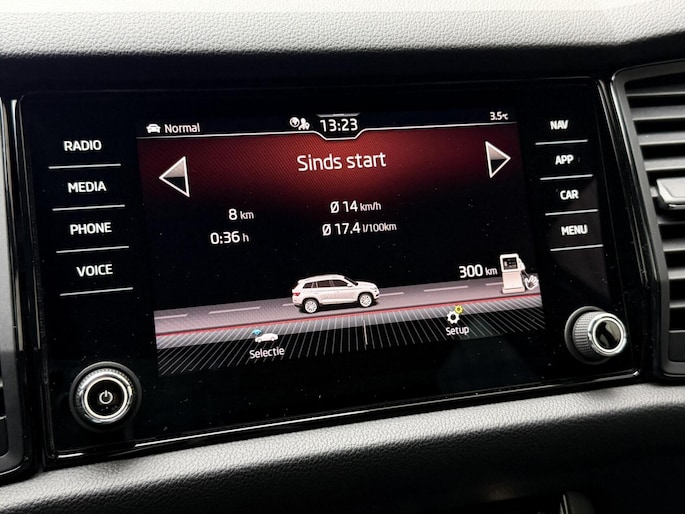 Normal
13:23
3.5°C
RADIO
MEDIA
PHONE
VOICE
Sinds start
8 km
Ø 14 km/h
0:36 h
Ø 17.4 l/100km
300 km
Selectie
Setup
NAV
APP
CAR
MENU